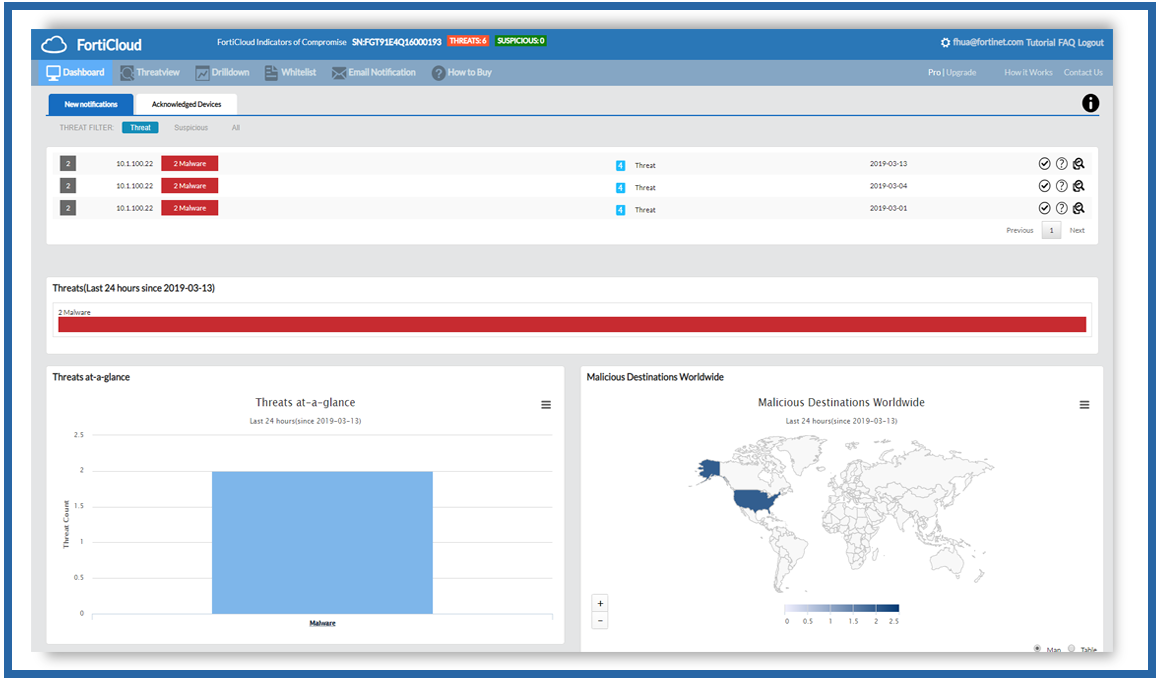 FortiCloud FortiCloud Indicators of Compromise SN:FGT91E4Q16000193 THREATS: 6 SUSPICIOUS: 0 fhua@fortinet.com Tutorial FAQ Logout
Dashboard Threatview Drilldown Whitelist Email Notification How to Buy Pro | Upgrade How it Works Contact Us
New notifications Acknowledged Devices
THREAT FILTER: Threat Suspicious All
2 10.1.100.22 2 Malware 4 Threat 2019-03-13
2 10.1.100.22 2 Malware 4 Threat 2019-03-04
2 10.1.100.22 2 Malware 4 Threat 2019-03-01
Previous 1 Next
Threats(Last 24 hours since 2019-03-13)
2 Malware
Threats at-a-glance
Threats at-a-glance
Last 24 hours(since 2019-03-13)
Threat Count
2.5
2
1.5
1
0.5
0
Malware
Malicious Destinations Worldwide
Malicious Destinations Worldwide
Last 24 hours(since 2019-03-13)
+
−
0 0.5 1 1.5 2 2.5
Map Table